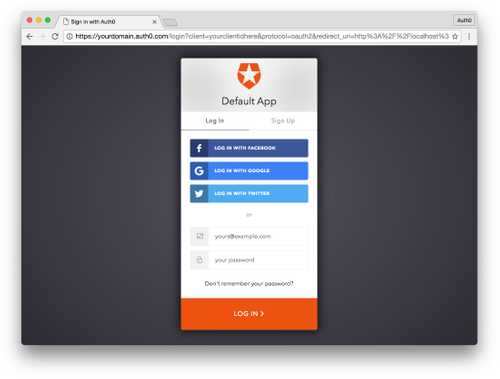 Sign In with Auth0
Auth0
https://yourdomain.auth0.com/login?client=yourclientidhere&protocol=oauth2&redirect_uri=http%3A%2F%2Flocalhost%3
Default App
Log In
Sign Up
LOG IN WITH FACEBOOK
LOG IN WITH GOOGLE
LOG IN WITH TWITTER
or
yours@example.com
your password
Don't remember your password?
LOG IN >